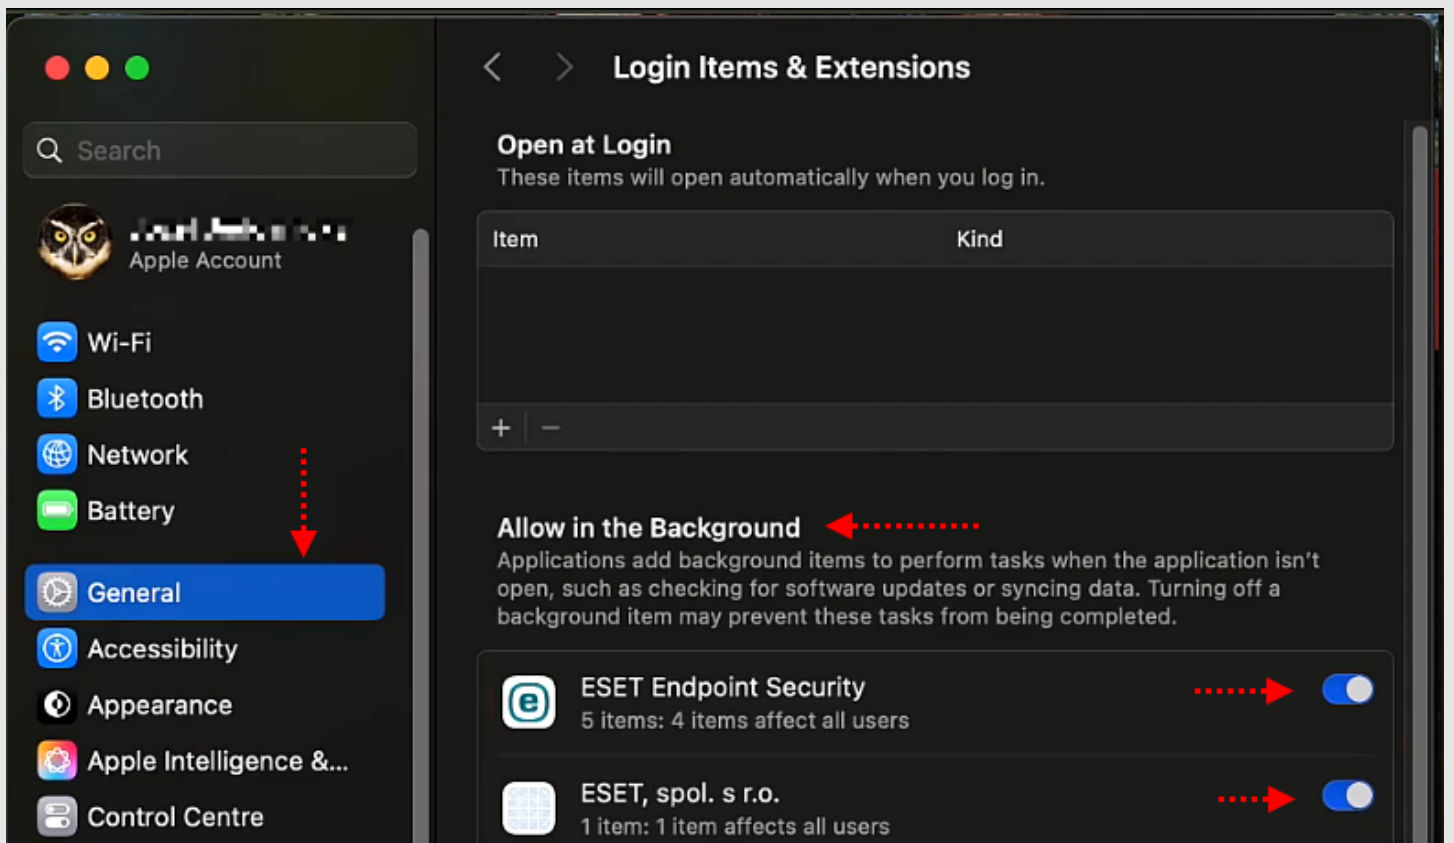 Login Items & Extensions
Search
Apple Account
Wi-Fi
Bluetooth
Network
Battery
General
Accessibility
Appearance
Apple Intelligence &...
Control Centre
Open at Login
These items will open automatically when you log in.
Item Kind
+ −
Allow in the Background
Applications add background items to perform tasks when the application isn't
open, such as checking for software updates or syncing data. Turning off a
background item may prevent these tasks from being completed.
ESET Endpoint Security
5 items: 4 items affect all users
ESET, spol. s r.o.
1 item: 1 item affects all users